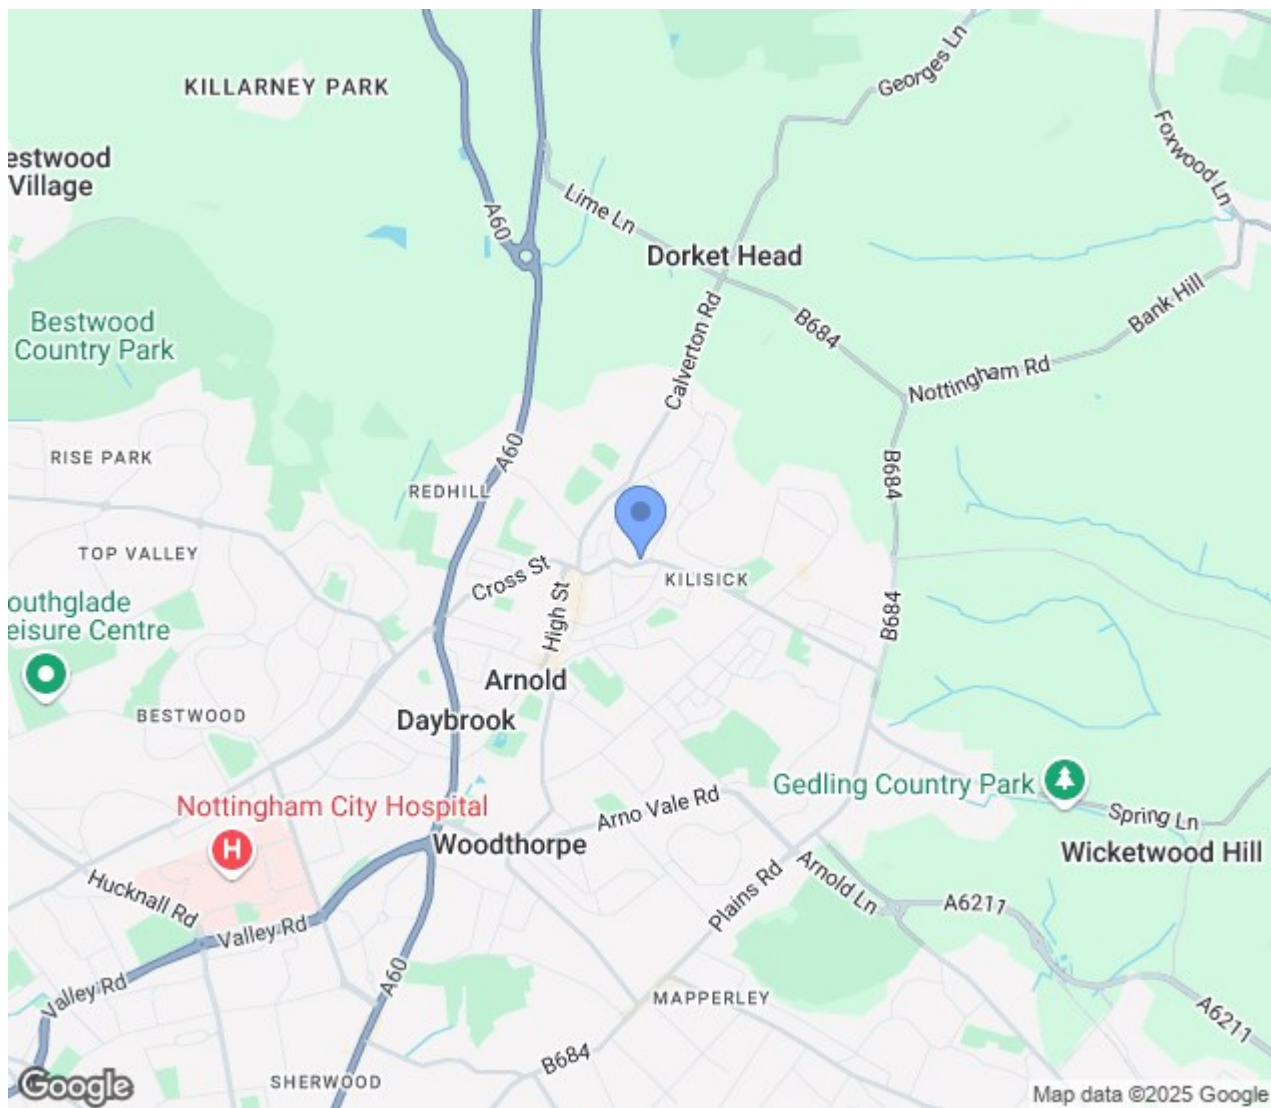 Georges Ln
KILLARNEY PARK
Foxwood Ln
estwood
Village
Lime Ln
A60
Dorket Head
Bank Hill
Calverton Rd
B684
Bestwood
Country Park
Nottingham Rd
A60
RISE PARK
B684
REDHILL
TOP VALLEY
Cross St
KILISICK
High St
outhglade
eisure Centre
B684
Arnold
BESTWOOD
Daybrook
Gedling Country Park
Nottingham City Hospital
Arno Vale Rd
Spring Ln
H
Woodthorpe
Wicketwood Hill
Hucknall Rd
Plains Rd
Arnold Ln
A6211
Valley Rd
A60
Valley Rd
MAPPERLEY
A6211
B684
SHERWOOD
Google
Map data ©2025 Google